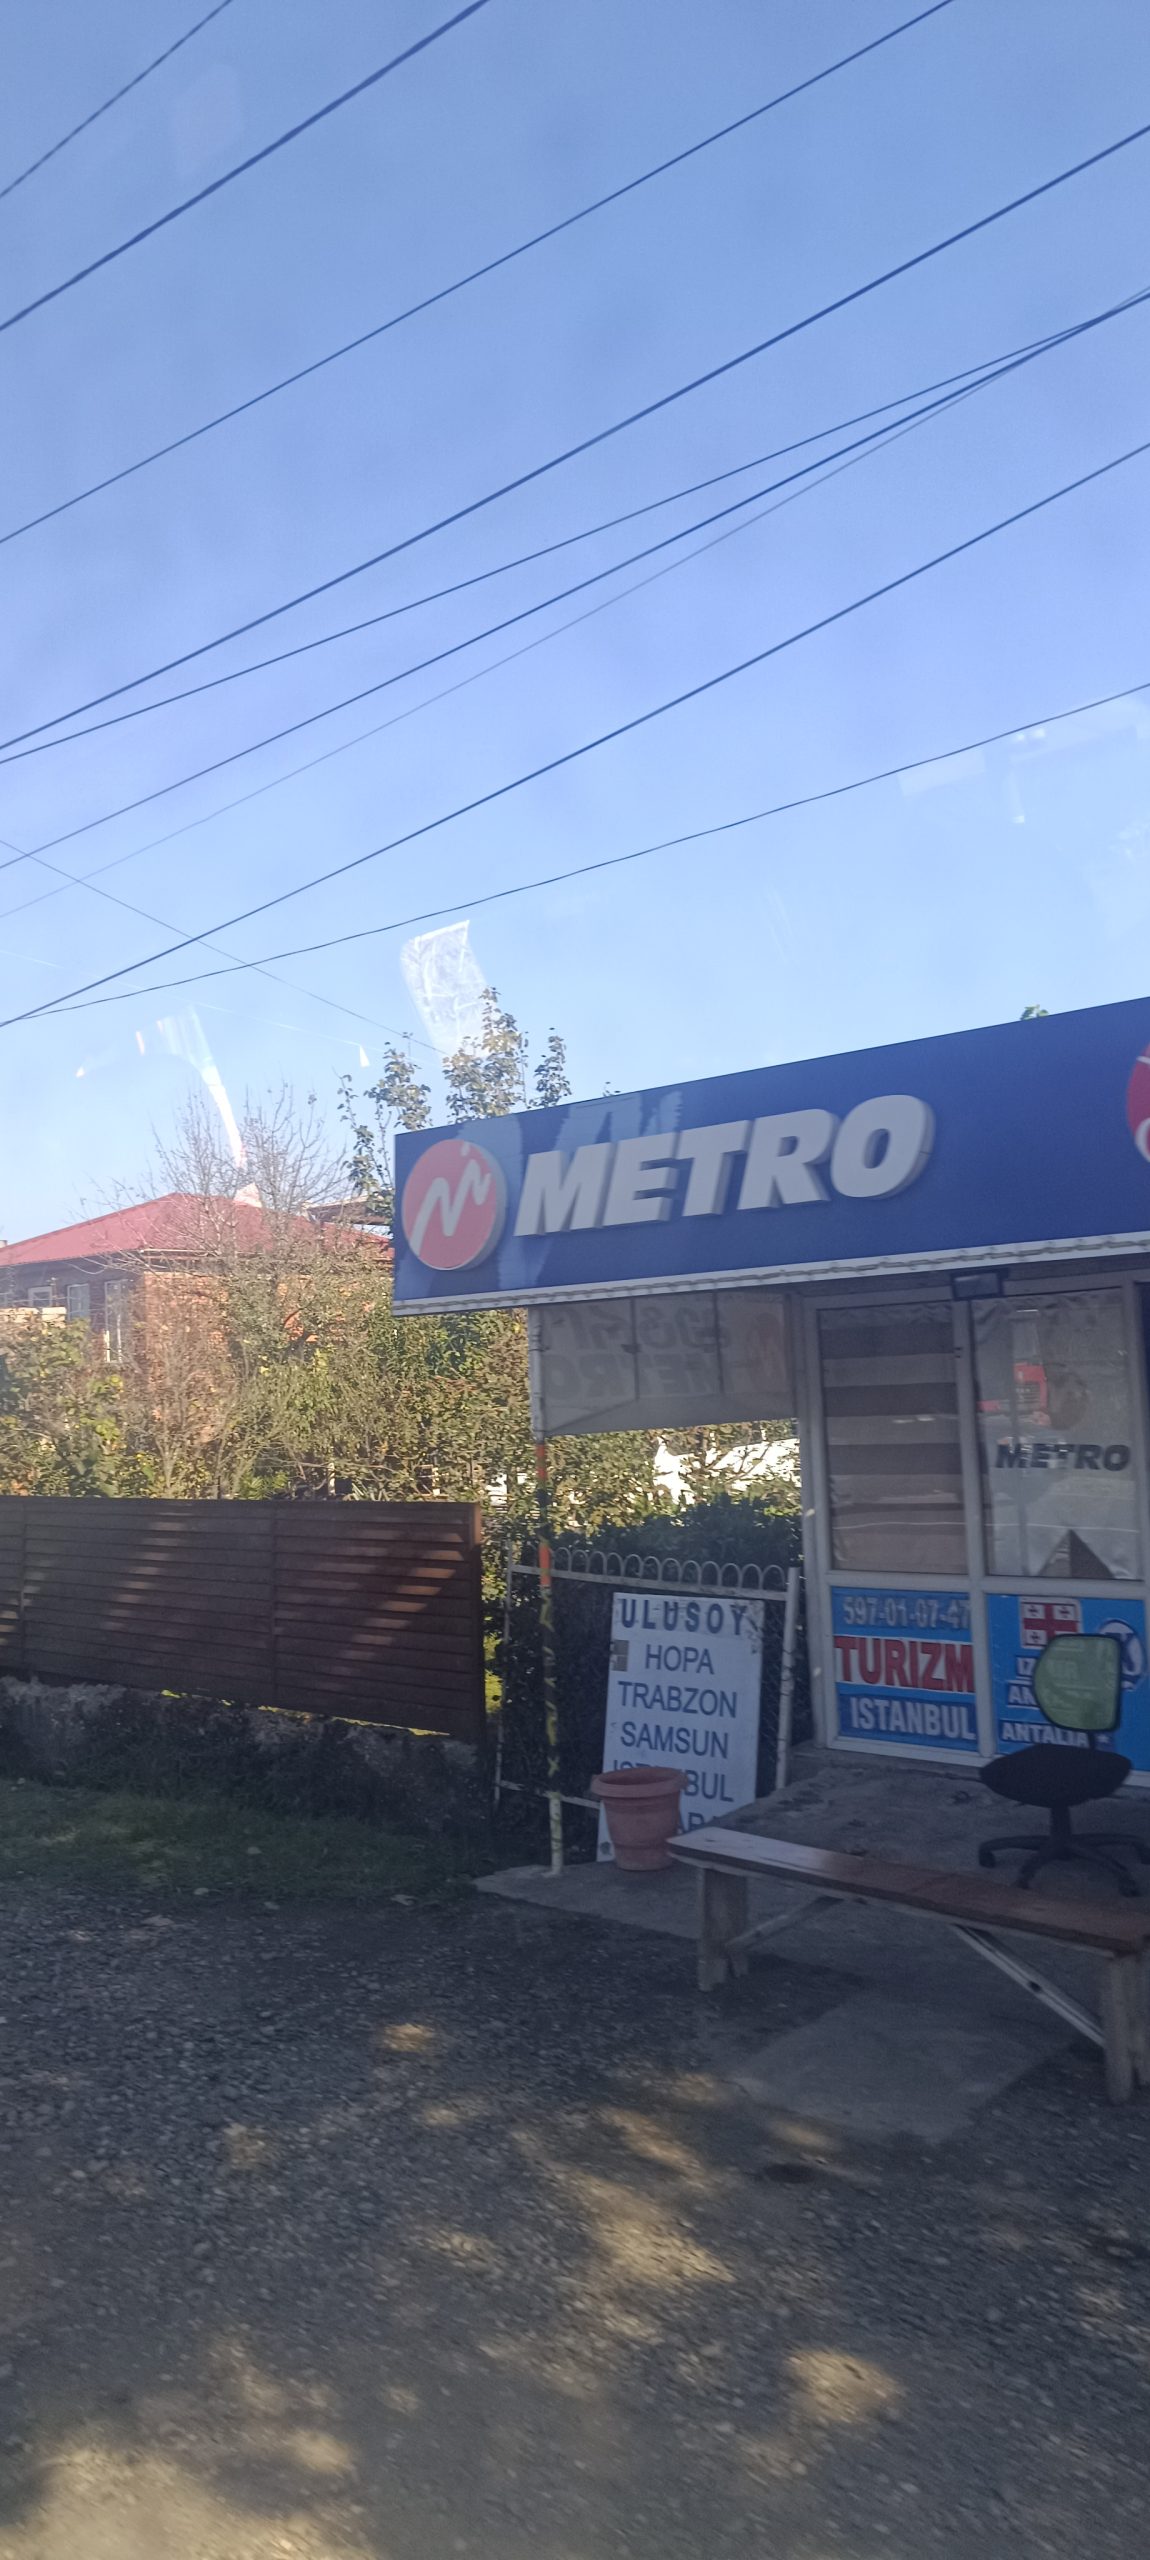 METRO
METRO
ULUSOY
HOPA
TRABZON
SAMSUN
597-01-07-47
TURIZM
ISTANBUL
ANTALIA